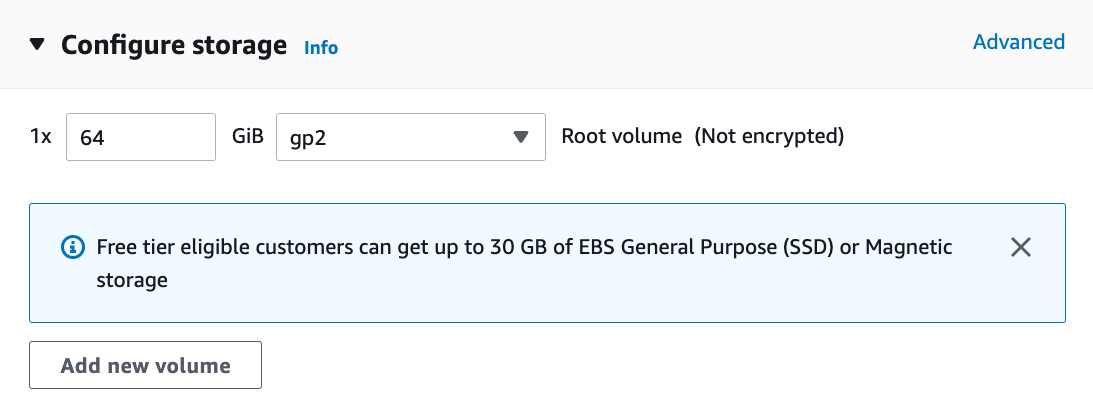 Configure storage Info Advanced
1x 64 GiB gp2 Root volume (Not encrypted)
Free tier eligible customers can get up to 30 GB of EBS General Purpose (SSD) or Magnetic
storage
Add new volume